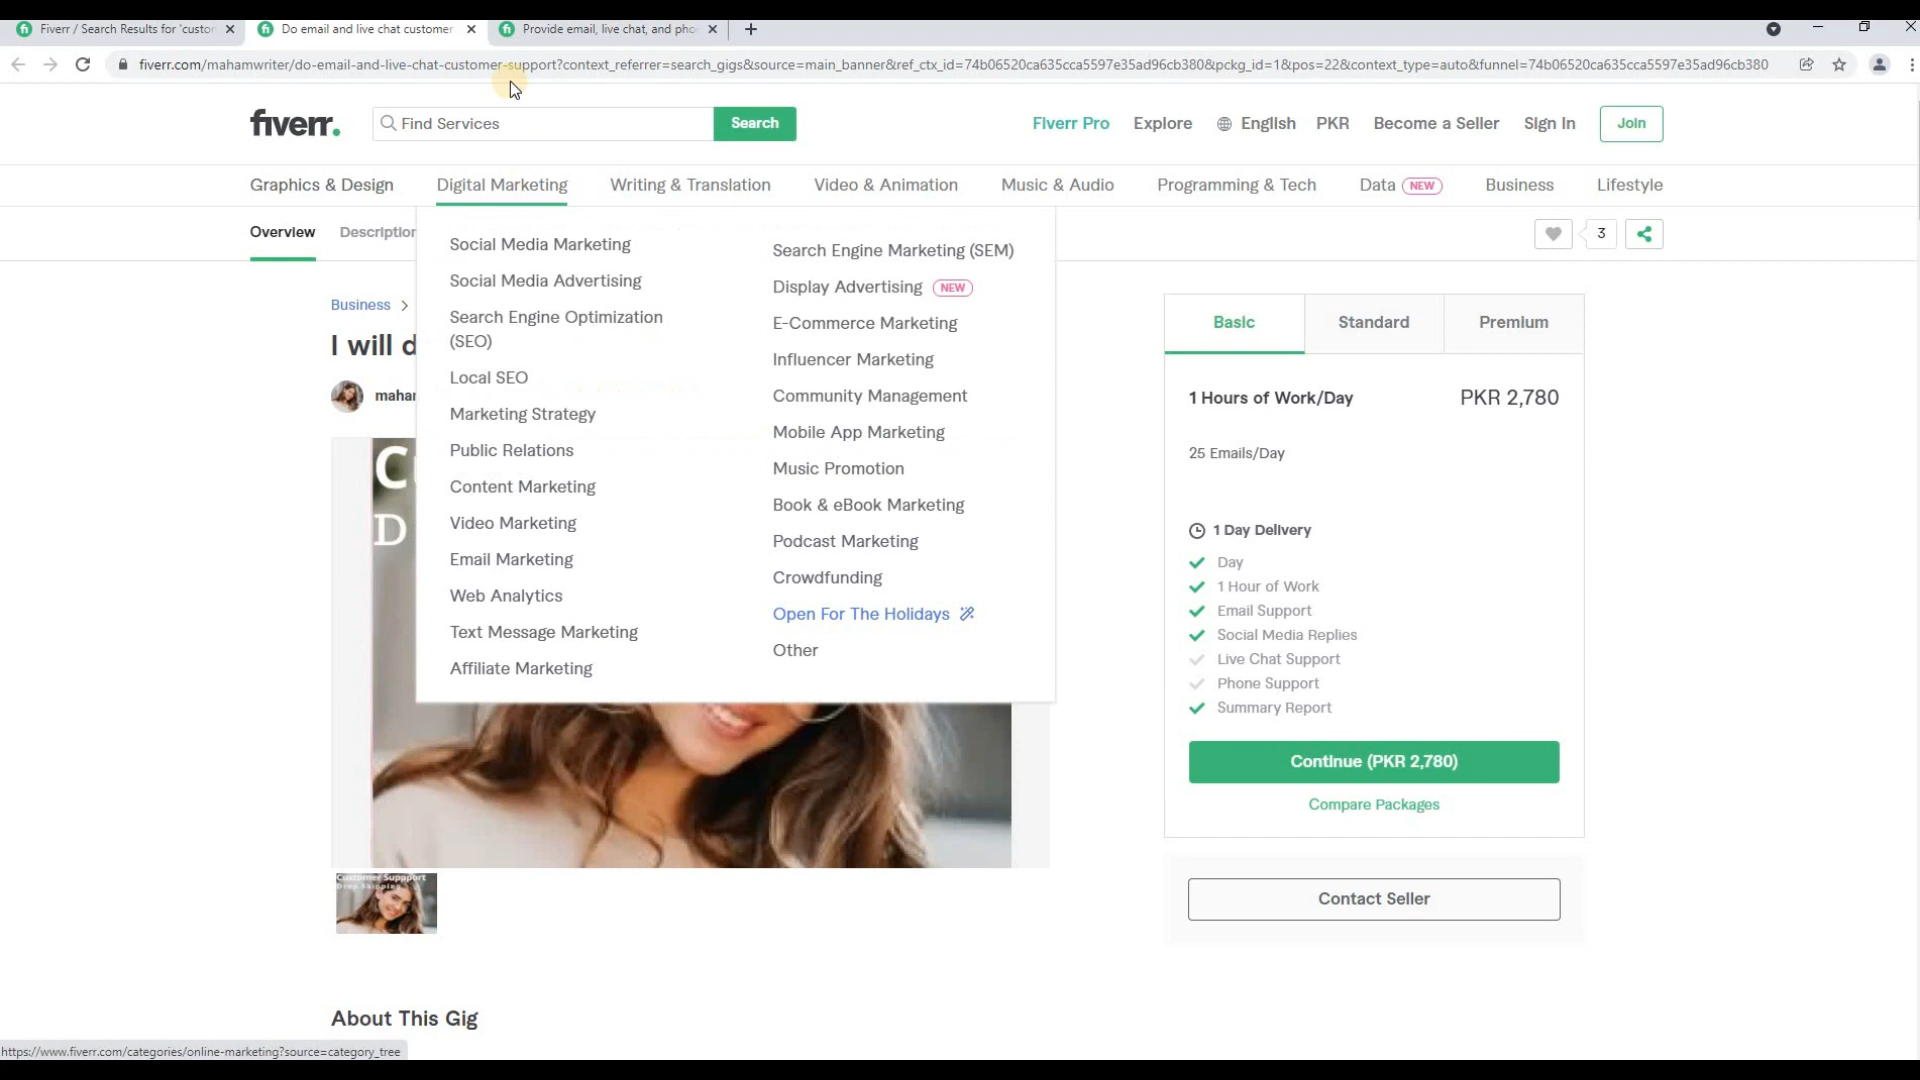 Fiverr / Search Results for 'custor
Do email and live chat customer
Provide email, live chat, and pho
fiverr.com/mahamwriter/do-email-and-live-chat-customer-support?context_referrer=search_gigs&source=main_banner&ref_ctx_id=74b06520ca635cca5597e35ad96cb380&pckg_id=1&pos=22&context_type=auto&funnel=74b06520ca635cca5597e35ad96cb380
fiverr.
Find Services
Search
Fiverr Pro
Explore
English
PKR
Become a Seller
Sign In
Join
Graphics & Design
Digital Marketing
Writing & Translation
Video & Animation
Music & Audio
Programming & Tech
Data NEW
Business
Lifestyle
Overview
Description
3
Social Media Marketing
Social Media Advertising
Search Engine Optimization
(SEO)
Local SEO
Marketing Strategy
Public Relations
Content Marketing
Video Marketing
Email Marketing
Web Analytics
Text Message Marketing
Affiliate Marketing
Search Engine Marketing (SEM)
Display Advertising NEW
E-Commerce Marketing
Influencer Marketing
Community Management
Mobile App Marketing
Music Promotion
Book & eBook Marketing
Podcast Marketing
Crowdfunding
Open For The Holidays
Other
Business >
I will d
mahar
C
D
Customer Suppport
Drop Shipping
Basic
Standard
Premium
1 Hours of Work/Day
PKR 2,780
25 Emails/Day
1 Day Delivery
Day
1 Hour of Work
Email Support
Social Media Replies
Live Chat Support
Phone Support
Summary Report
Continue (PKR 2,780)
Compare Packages
Contact Seller
About This Gig
https://www.fiverr.com/categories/online-marketing?source=category_tree